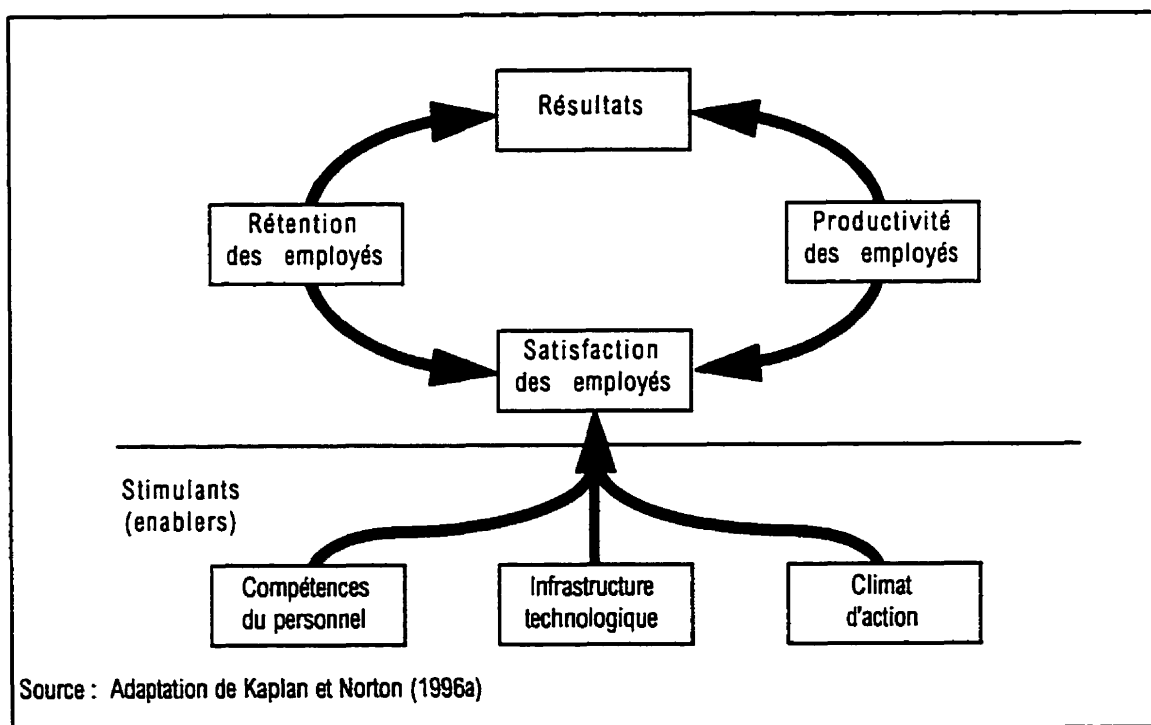 Résultats
Rétention
des employés
Productivité
des employés
Satisfaction
des employés
Stimulants
(enablers)
Compétences
du personnel
Infrastructure
technologique
Climat
d'action
Source : Adaptation de Kaplan et Norton (1996a)